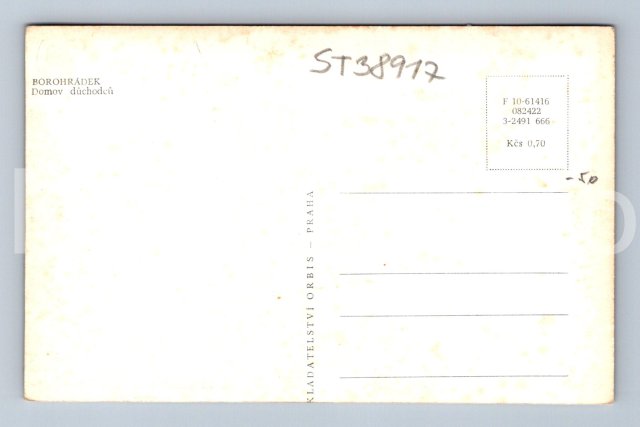 BOROHRÁDEK
Domov důchodců
ST38917
F 10-61416
082422
3-2491 666
Kčs 0,70
-50
KLADATELSTVÍ ORBIS – PRAHA